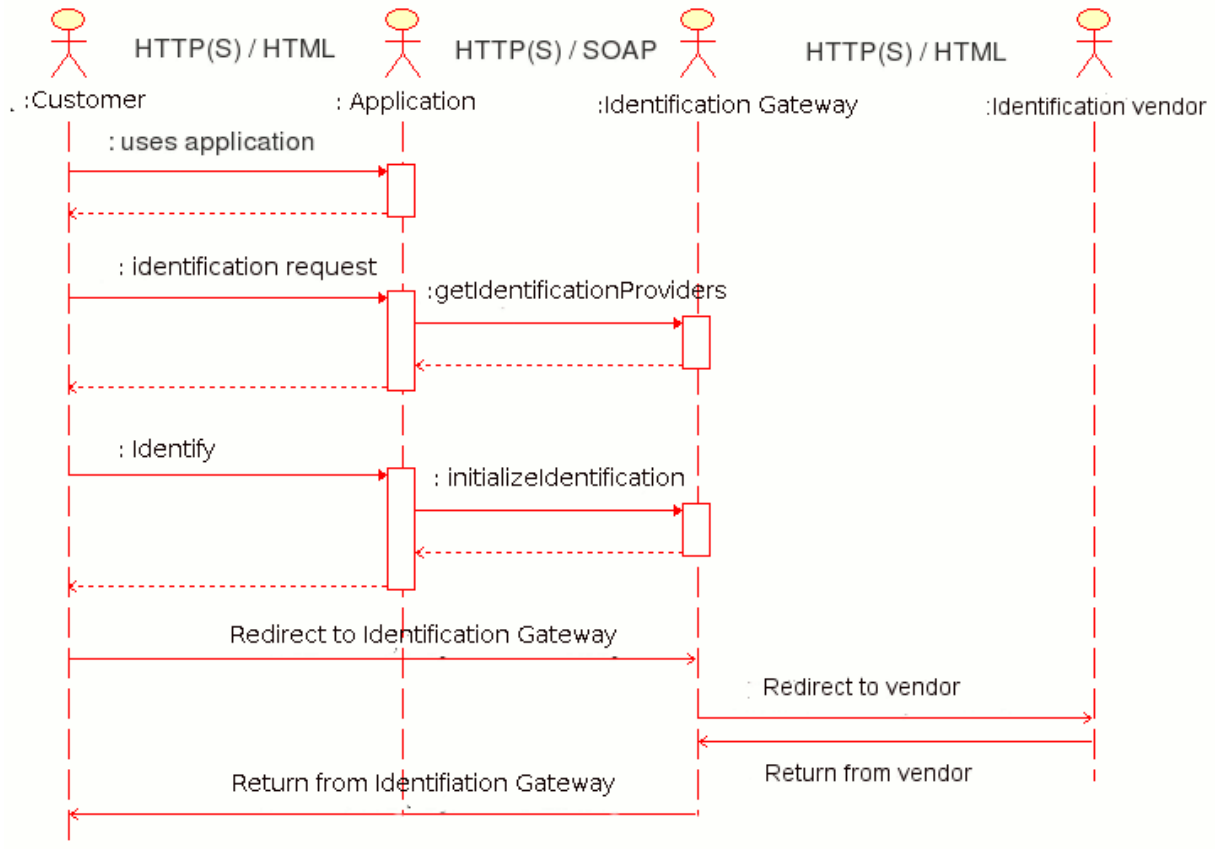 HTTP(S) / HTML
HTTP(S) / SOAP
HTTP(S) / HTML
:Customer
: Application
:Identification Gateway
:Identification vendor
: uses application
: identification request
:getIdentificationProviders
: Identify
: initializeIdentification
Redirect to Identification Gateway
: Redirect to vendor
Return from vendor
Return from Identifiation Gateway